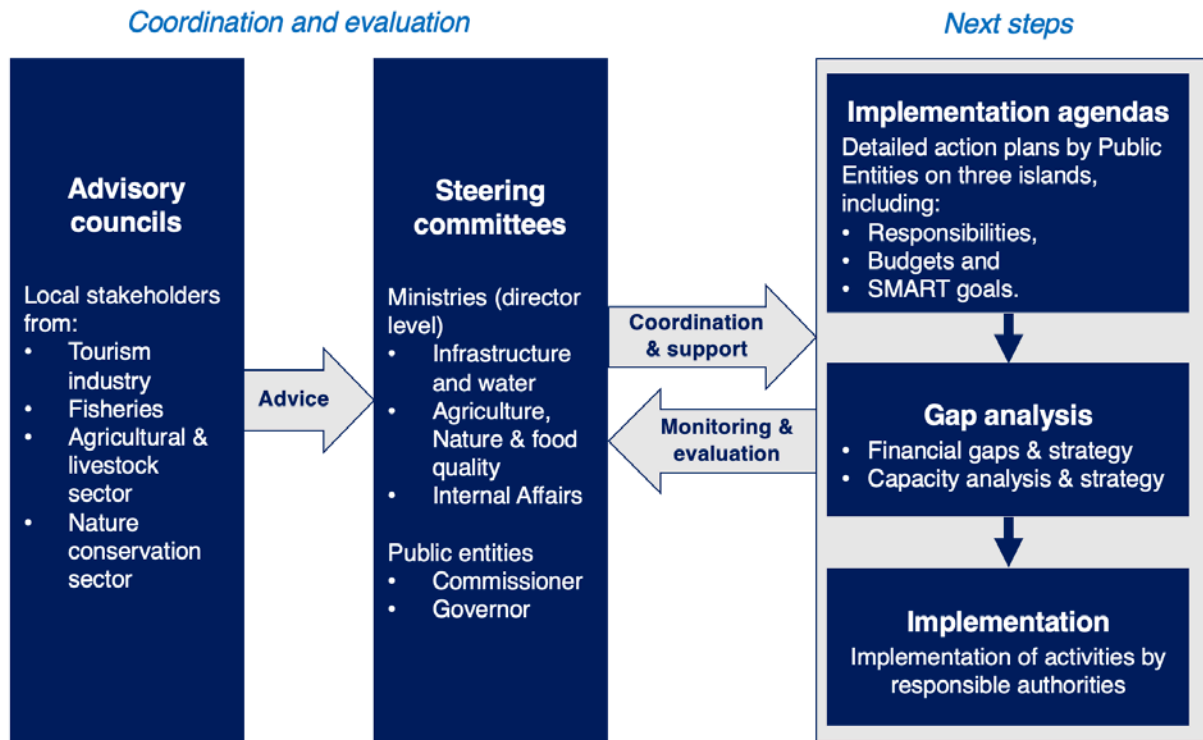 Coordination and evaluation
Next steps
Advisory
councils
Local stakeholders
from:
• Tourism
industry
• Fisheries
• Agricultural &
livestock
sector
• Nature
conservation
sector
Advice
Steering
committees
Ministries (director
level)
• Infrastructure
and water
• Agriculture,
Nature & food
quality
• Internal Affairs
Public entities
• Commissioner
• Governor
Coordination
& support
Monitoring &
evaluation
Implementation agendas
Detailed action plans by Public
Entities on three islands,
including:
• Responsibilities,
• Budgets and
• SMART goals.
Gap analysis
• Financial gaps & strategy
• Capacity analysis & strategy
Implementation
Implementation of activities by
responsible authorities